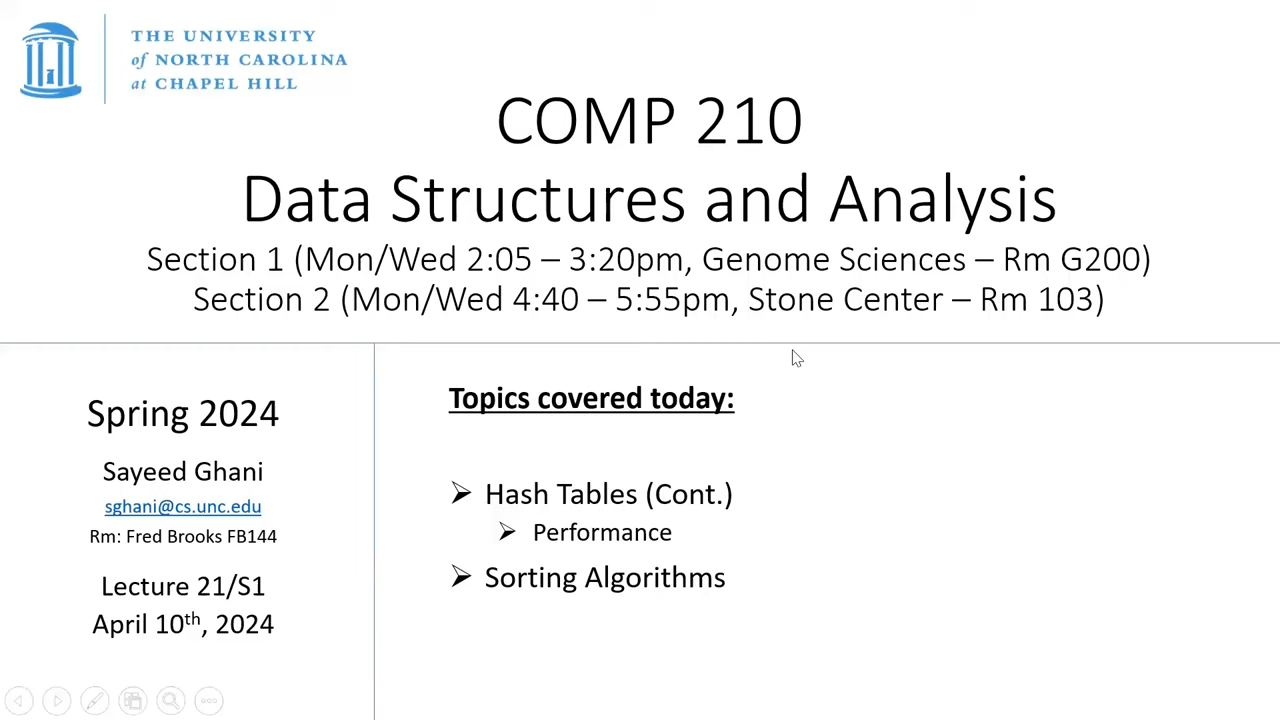 THE UNIVERSITY
of NORTH CAROLINA
at CHAPEL HILL
COMP 210
Data Structures and Analysis
Section 1 (Mon/Wed 2:05 – 3:20pm, Genome Sciences – Rm G200)
Section 2 (Mon/Wed 4:40 – 5:55pm, Stone Center – Rm 103)
Spring 2024
Sayeed Ghani
sghani@cs.unc.edu
Rm: Fred Brooks FB144
Lecture 21/S1
April 10th, 2024
Topics covered today:
Hash Tables (Cont.)
Performance
Sorting Algorithms